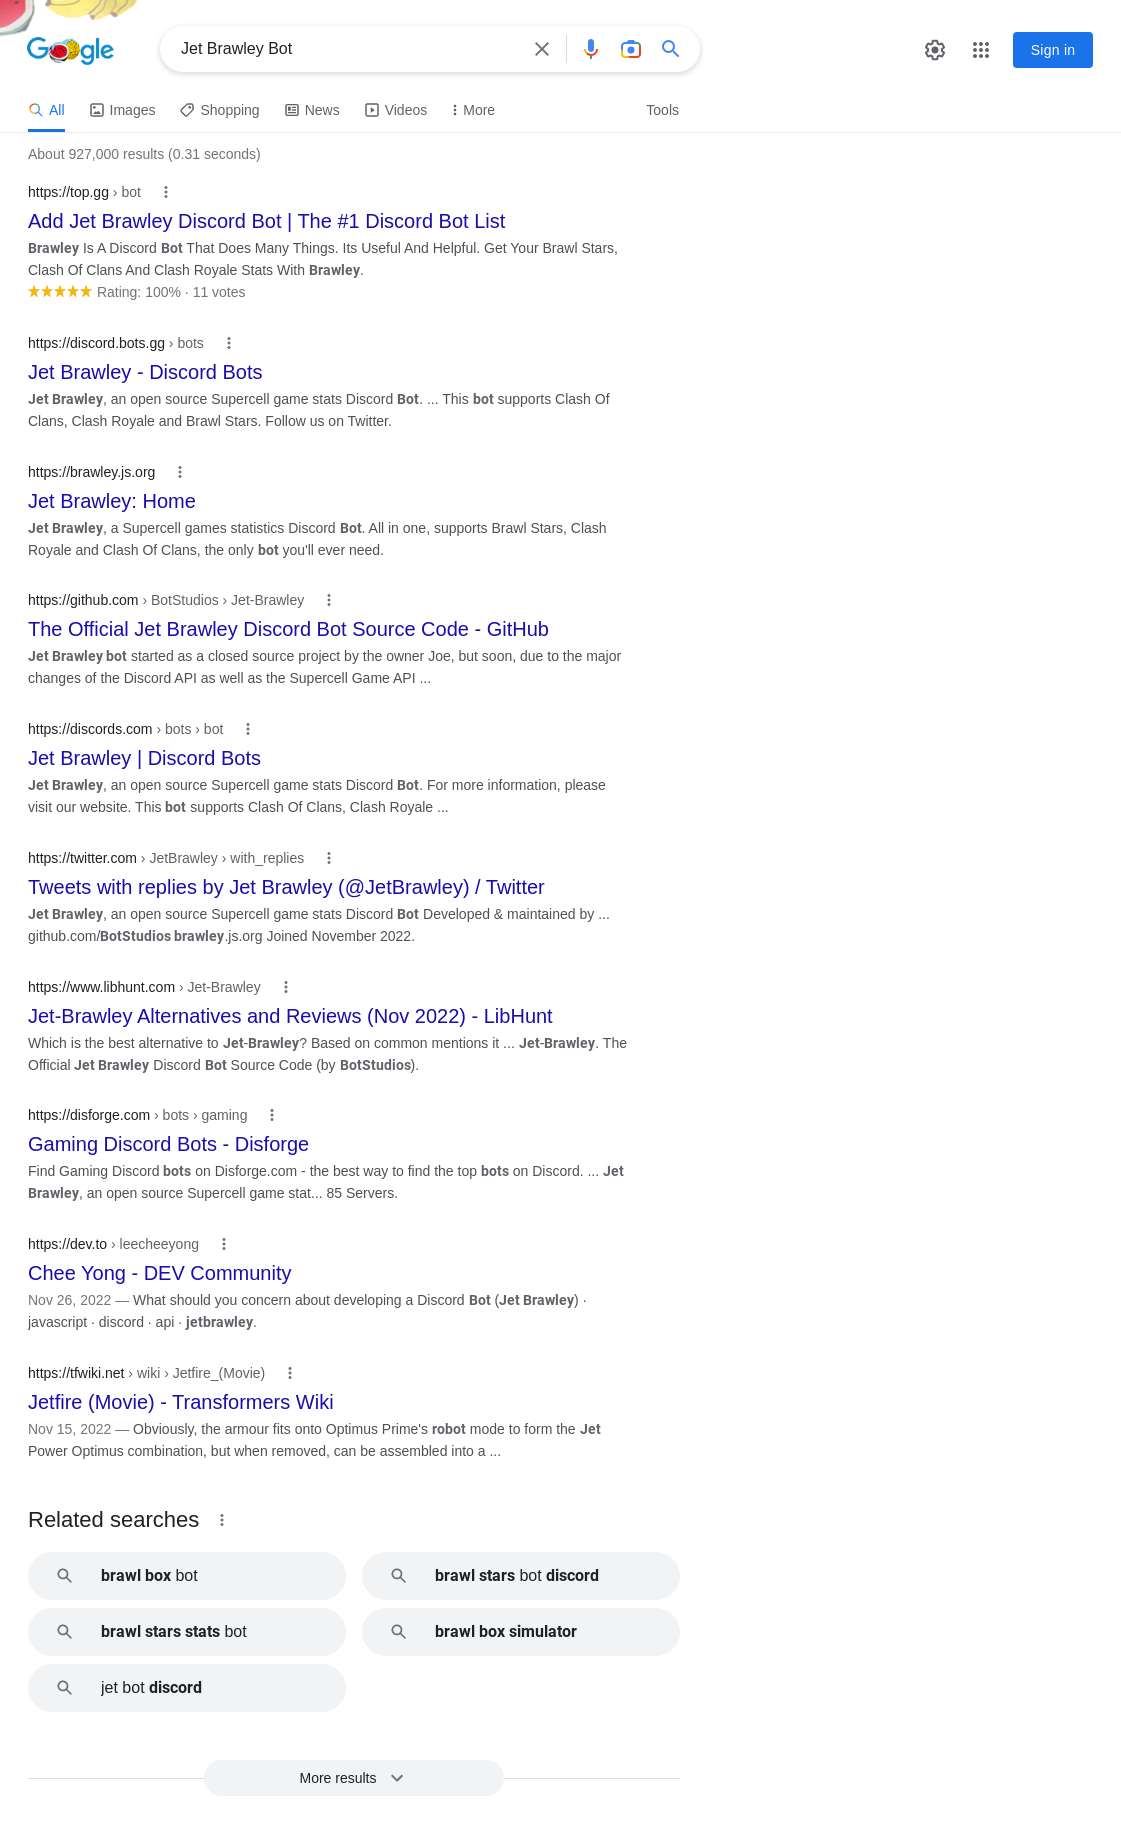 Google
Jet Brawley Bot
Sign in
All Images Shopping News Videos More Tools
About 927,000 results (0.31 seconds)
https://top.gg › bot
Add Jet Brawley Discord Bot | The #1 Discord Bot List
Brawley Is A Discord Bot That Does Many Things. Its Useful And Helpful. Get Your Brawl Stars,
Clash Of Clans And Clash Royale Stats With Brawley.
Rating: 100% · 11 votes
https://discord.bots.gg › bots
Jet Brawley - Discord Bots
Jet Brawley, an open source Supercell game stats Discord Bot. ... This bot supports Clash Of
Clans, Clash Royale and Brawl Stars. Follow us on Twitter.
https://brawley.js.org
Jet Brawley: Home
Jet Brawley, a Supercell games statistics Discord Bot. All in one, supports Brawl Stars, Clash
Royale and Clash Of Clans, the only bot you'll ever need.
https://github.com › BotStudios › Jet-Brawley
The Official Jet Brawley Discord Bot Source Code - GitHub
Jet Brawley bot started as a closed source project by the owner Joe, but soon, due to the major
changes of the Discord API as well as the Supercell Game API ...
https://discords.com › bots › bot
Jet Brawley | Discord Bots
Jet Brawley, an open source Supercell game stats Discord Bot. For more information, please
visit our website. This bot supports Clash Of Clans, Clash Royale ...
https://twitter.com › JetBrawley › with_replies
Tweets with replies by Jet Brawley (@JetBrawley) / Twitter
Jet Brawley, an open source Supercell game stats Discord Bot Developed & maintained by ...
github.com/BotStudios brawley.js.org Joined November 2022.
https://www.libhunt.com › Jet-Brawley
Jet-Brawley Alternatives and Reviews (Nov 2022) - LibHunt
Which is the best alternative to Jet-Brawley? Based on common mentions it ... Jet-Brawley. The
Official Jet Brawley Discord Bot Source Code (by BotStudios).
https://disforge.com › bots › gaming
Gaming Discord Bots - Disforge
Find Gaming Discord bots on Disforge.com - the best way to find the top bots on Discord. ... Jet
Brawley, an open source Supercell game stat... 85 Servers.
https://dev.to › leecheeyong
Chee Yong - DEV Community
Nov 26, 2022 — What should you concern about developing a Discord Bot (Jet Brawley) ·
javascript · discord · api · jetbrawley.
https://tfwiki.net › wiki › Jetfire_(Movie)
Jetfire (Movie) - Transformers Wiki
Nov 15, 2022 — Obviously, the armour fits onto Optimus Prime's robot mode to form the Jet
Power Optimus combination, but when removed, can be assembled into a ...
Related searches
brawl box bot
brawl stars bot discord
brawl stars stats bot
brawl box simulator
jet bot discord
More results